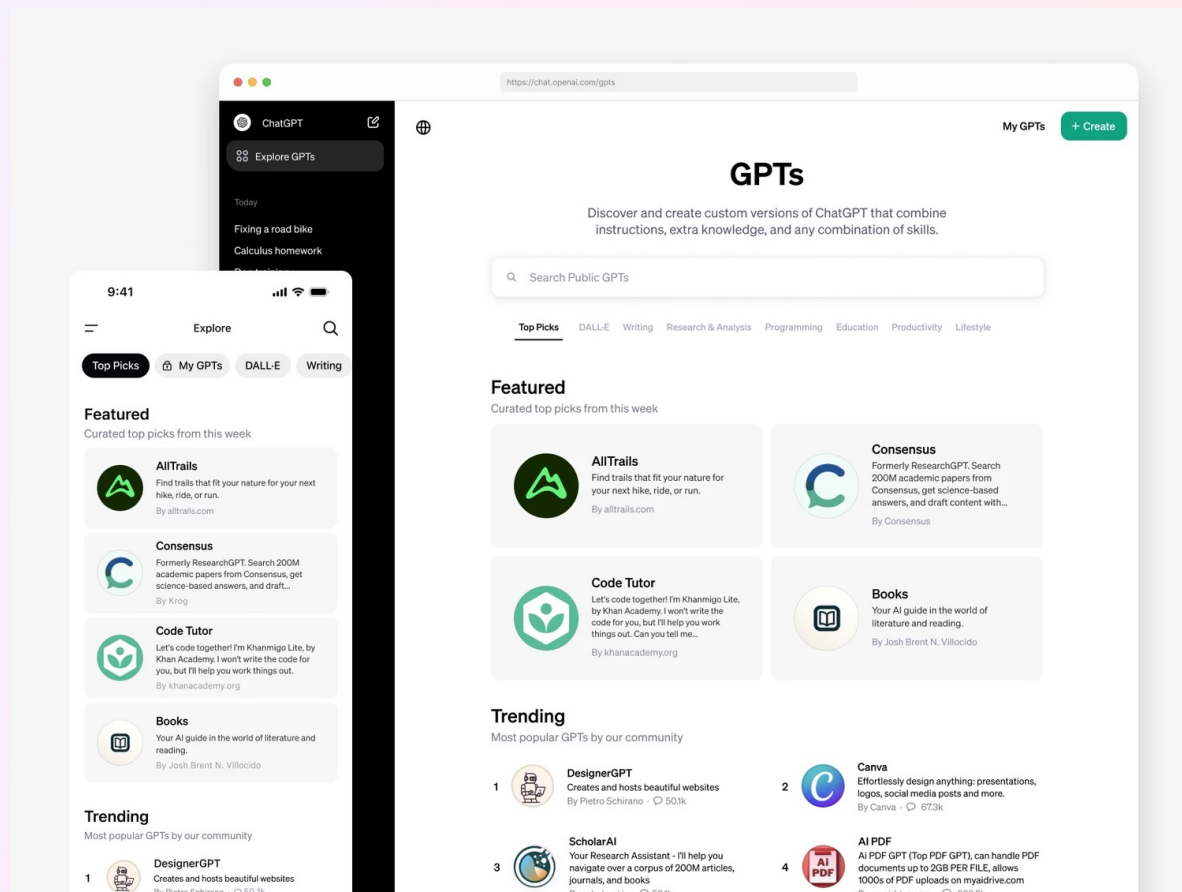 https://chat.openai.com/gpts
ChatGPT
Explore GPTs
Today
Fixing a road bike
Calculus homework
My GPTs
+ Create
GPTs
Discover and create custom versions of ChatGPT that combine
instructions, extra knowledge, and any combination of skills.
Search Public GPTs
Top Picks DALL·E Writing Research & Analysis Programming Education Productivity Lifestyle
Featured
Curated top picks from this week
AllTrails
Find trails that fit your nature for your next hike, ride, or run.
By alltrails.com
Consensus
Formerly ResearchGPT. Search
200M academic papers from
Consensus, get science-based
answers, and draft content with...
By Consensus
Code Tutor
Let's code together! I'm Khanmigo Lite,
by Khan Academy. I won't write the
code for you, but I'll help you work
things out. Can you tell me...
By khanacademy.org
Books
Your AI guide in the world of
literature and reading.
By Josh Brent N. Villocido
Trending
Most popular GPTs by our community
1
DesignerGPT
Creates and hosts beautiful websites
By Pietro Schirano · 50.1k
2
Canva
Effortlessly design anything: presentations,
logos, social media posts and more.
By Canva · 67.3k
3
ScholarAI
Your Research Assistant - I'll help you
navigate over a corpus of 200M articles,
journals, and books
4
AI PDF
AI PDF
Ai PDF GPT (Top PDF GPT), can handle PDF
documents up to 2GB PER FILE, allows
1000s of PDF uploads on myaidrive.com
9:41
Explore
Top Picks My GPTs DALL·E Writing
Featured
Curated top picks from this week
AllTrails
Find trails that fit your nature for your next
hike, ride, or run.
By alltrails.com
Consensus
Formerly ResearchGPT. Search 200M
academic papers from Consensus, get
science-based answers, and draft...
By Krog
Code Tutor
Let's code together! I'm Khanmigo Lite, by
Khan Academy. I won't write the code for
you, but I'll help you work things out.
By khanacademy.org
Books
Your AI guide in the world of literature and
reading.
By Josh Brent N. Villocido
Trending
Most popular GPTs by our community
1
DesignerGPT
Creates and hosts beautiful websites